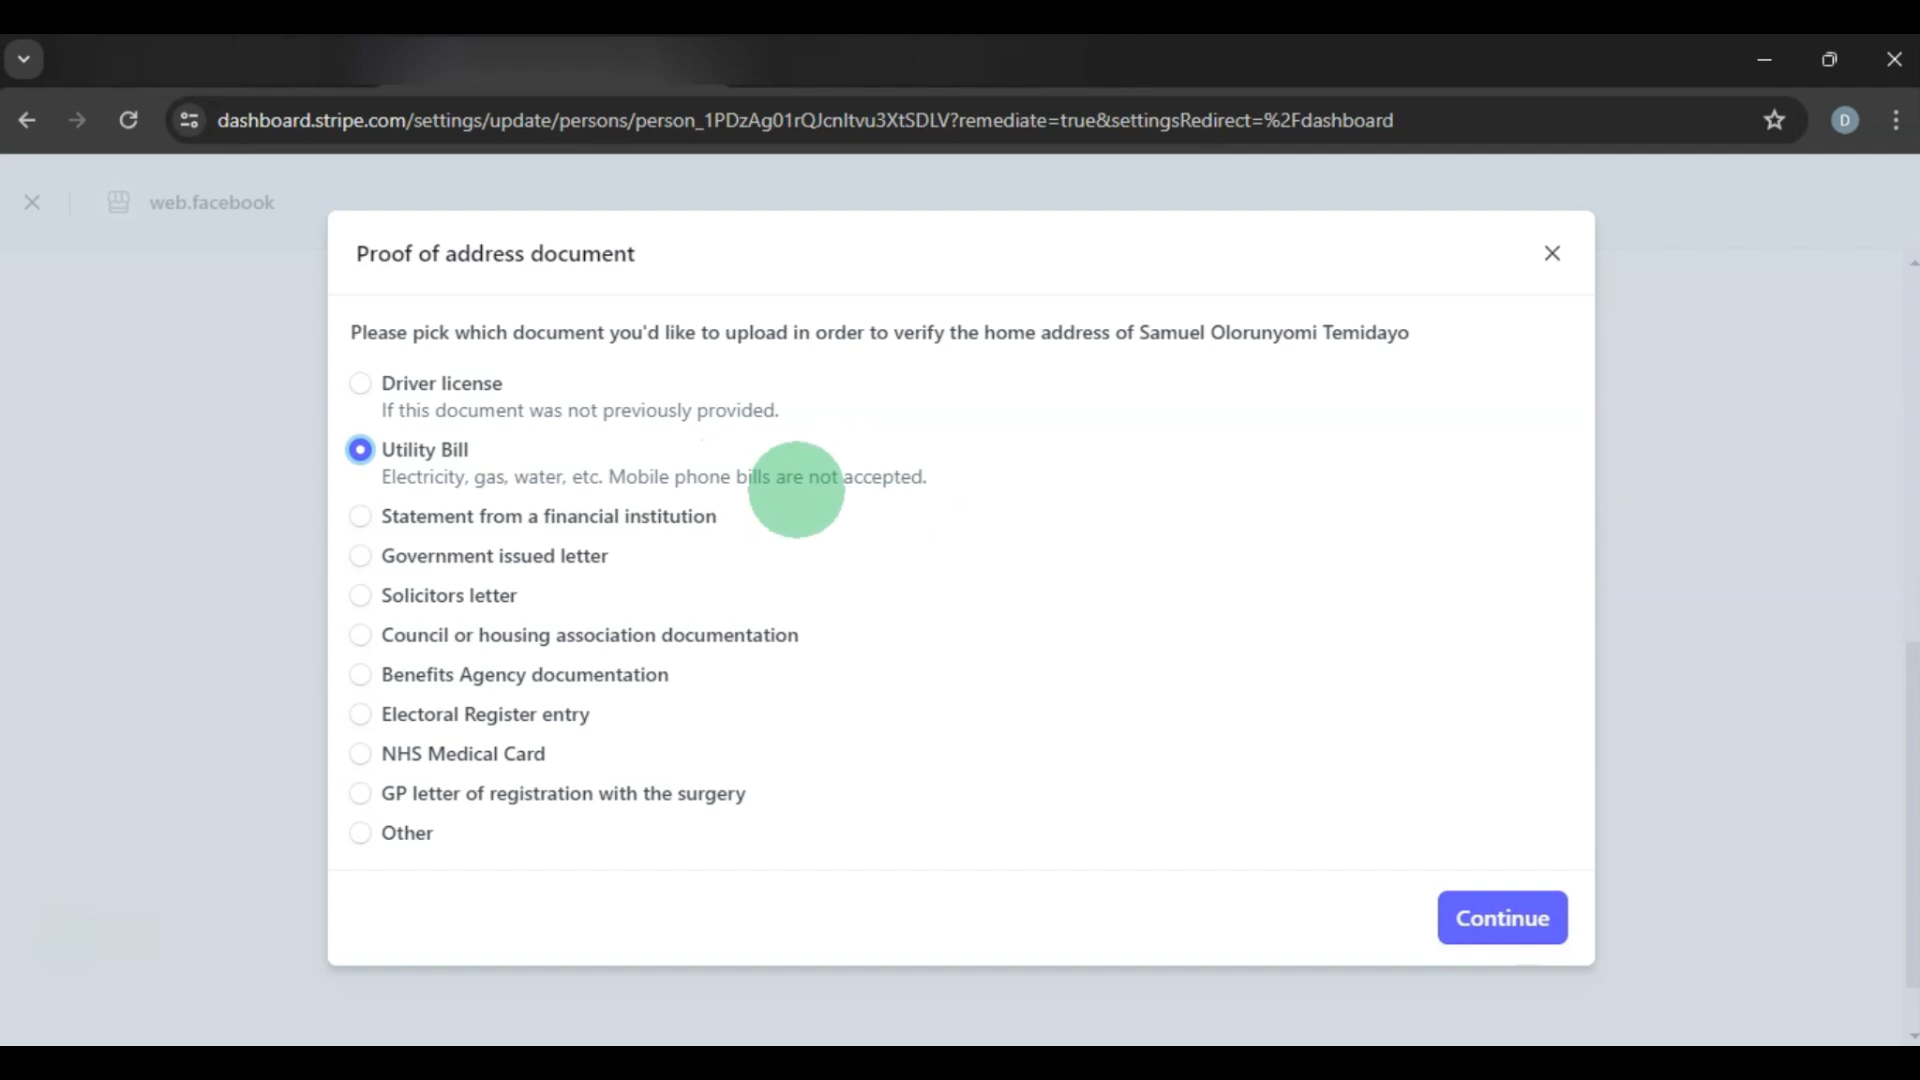 dashboard.stripe.com/settings/update/persons/person_1PDzAg01rQJcnltvu3XtSDLV?remediate=true&settingsRedirect=%2Fdashboard
D
web.facebook
Proof of address document
Please pick which document you'd like to upload in order to verify the home address of Samuel Olorunyomi Temidayo
Driver license
If this document was not previously provided.
Utility Bill
Electricity, gas, water, etc. Mobile phone bills are not accepted.
Statement from a financial institution
Government issued letter
Solicitors letter
Council or housing association documentation
Benefits Agency documentation
Electoral Register entry
NHS Medical Card
GP letter of registration with the surgery
Other
Continue